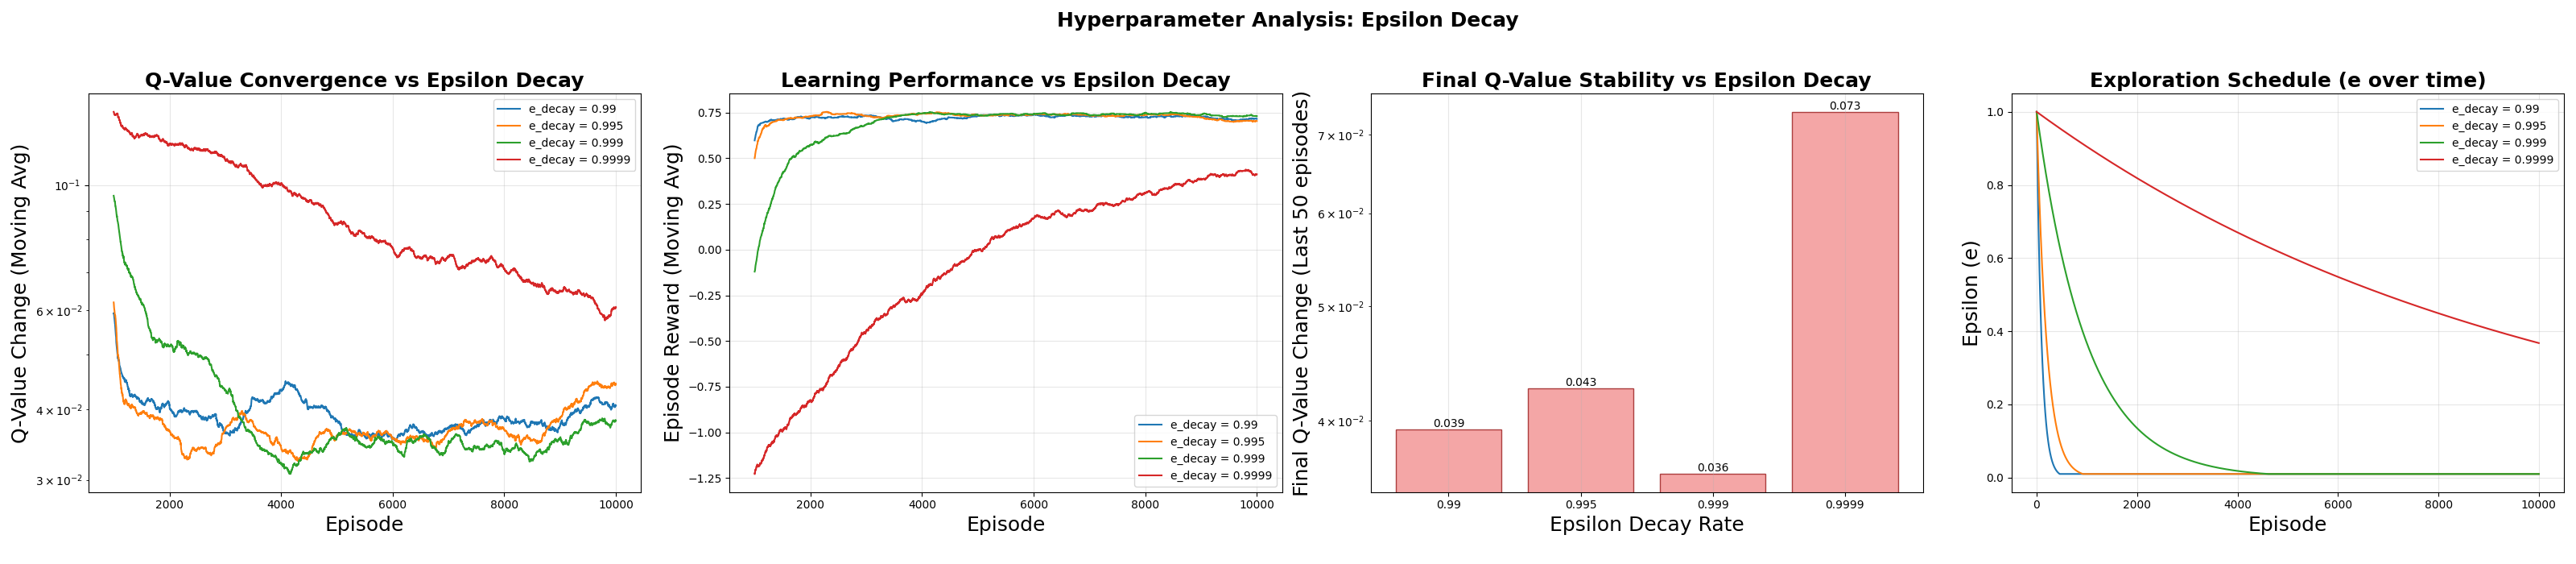 Hyperparameter Analysis: Epsilon Decay
Q-Value Convergence vs Epsilon Decay
Q-Value Change (Moving Avg)
10⁻¹
6 × 10⁻²
4 × 10⁻²
3 × 10⁻²
e_decay = 0.99
e_decay = 0.995
e_decay = 0.999
e_decay = 0.9999
2000 4000 6000 8000 10000
Episode
Learning Performance vs Epsilon Decay
Episode Reward (Moving Avg)
0.75
0.50
0.25
0.00
−0.25
−0.50
−0.75
−1.00
−1.25
e_decay = 0.99
e_decay = 0.995
e_decay = 0.999
e_decay = 0.9999
2000 4000 6000 8000 10000
Episode
Final Q-Value Stability vs Epsilon Decay
Final Q-Value Change (Last 50 episodes)
7 × 10⁻²
6 × 10⁻²
5 × 10⁻²
4 × 10⁻²
0.039
0.043
0.036
0.073
0.99 0.995 0.999 0.9999
Epsilon Decay Rate
Exploration Schedule (e over time)
Epsilon (e)
1.0
0.8
0.6
0.4
0.2
0.0
e_decay = 0.99
e_decay = 0.995
e_decay = 0.999
e_decay = 0.9999
0 2000 4000 6000 8000 10000
Episode